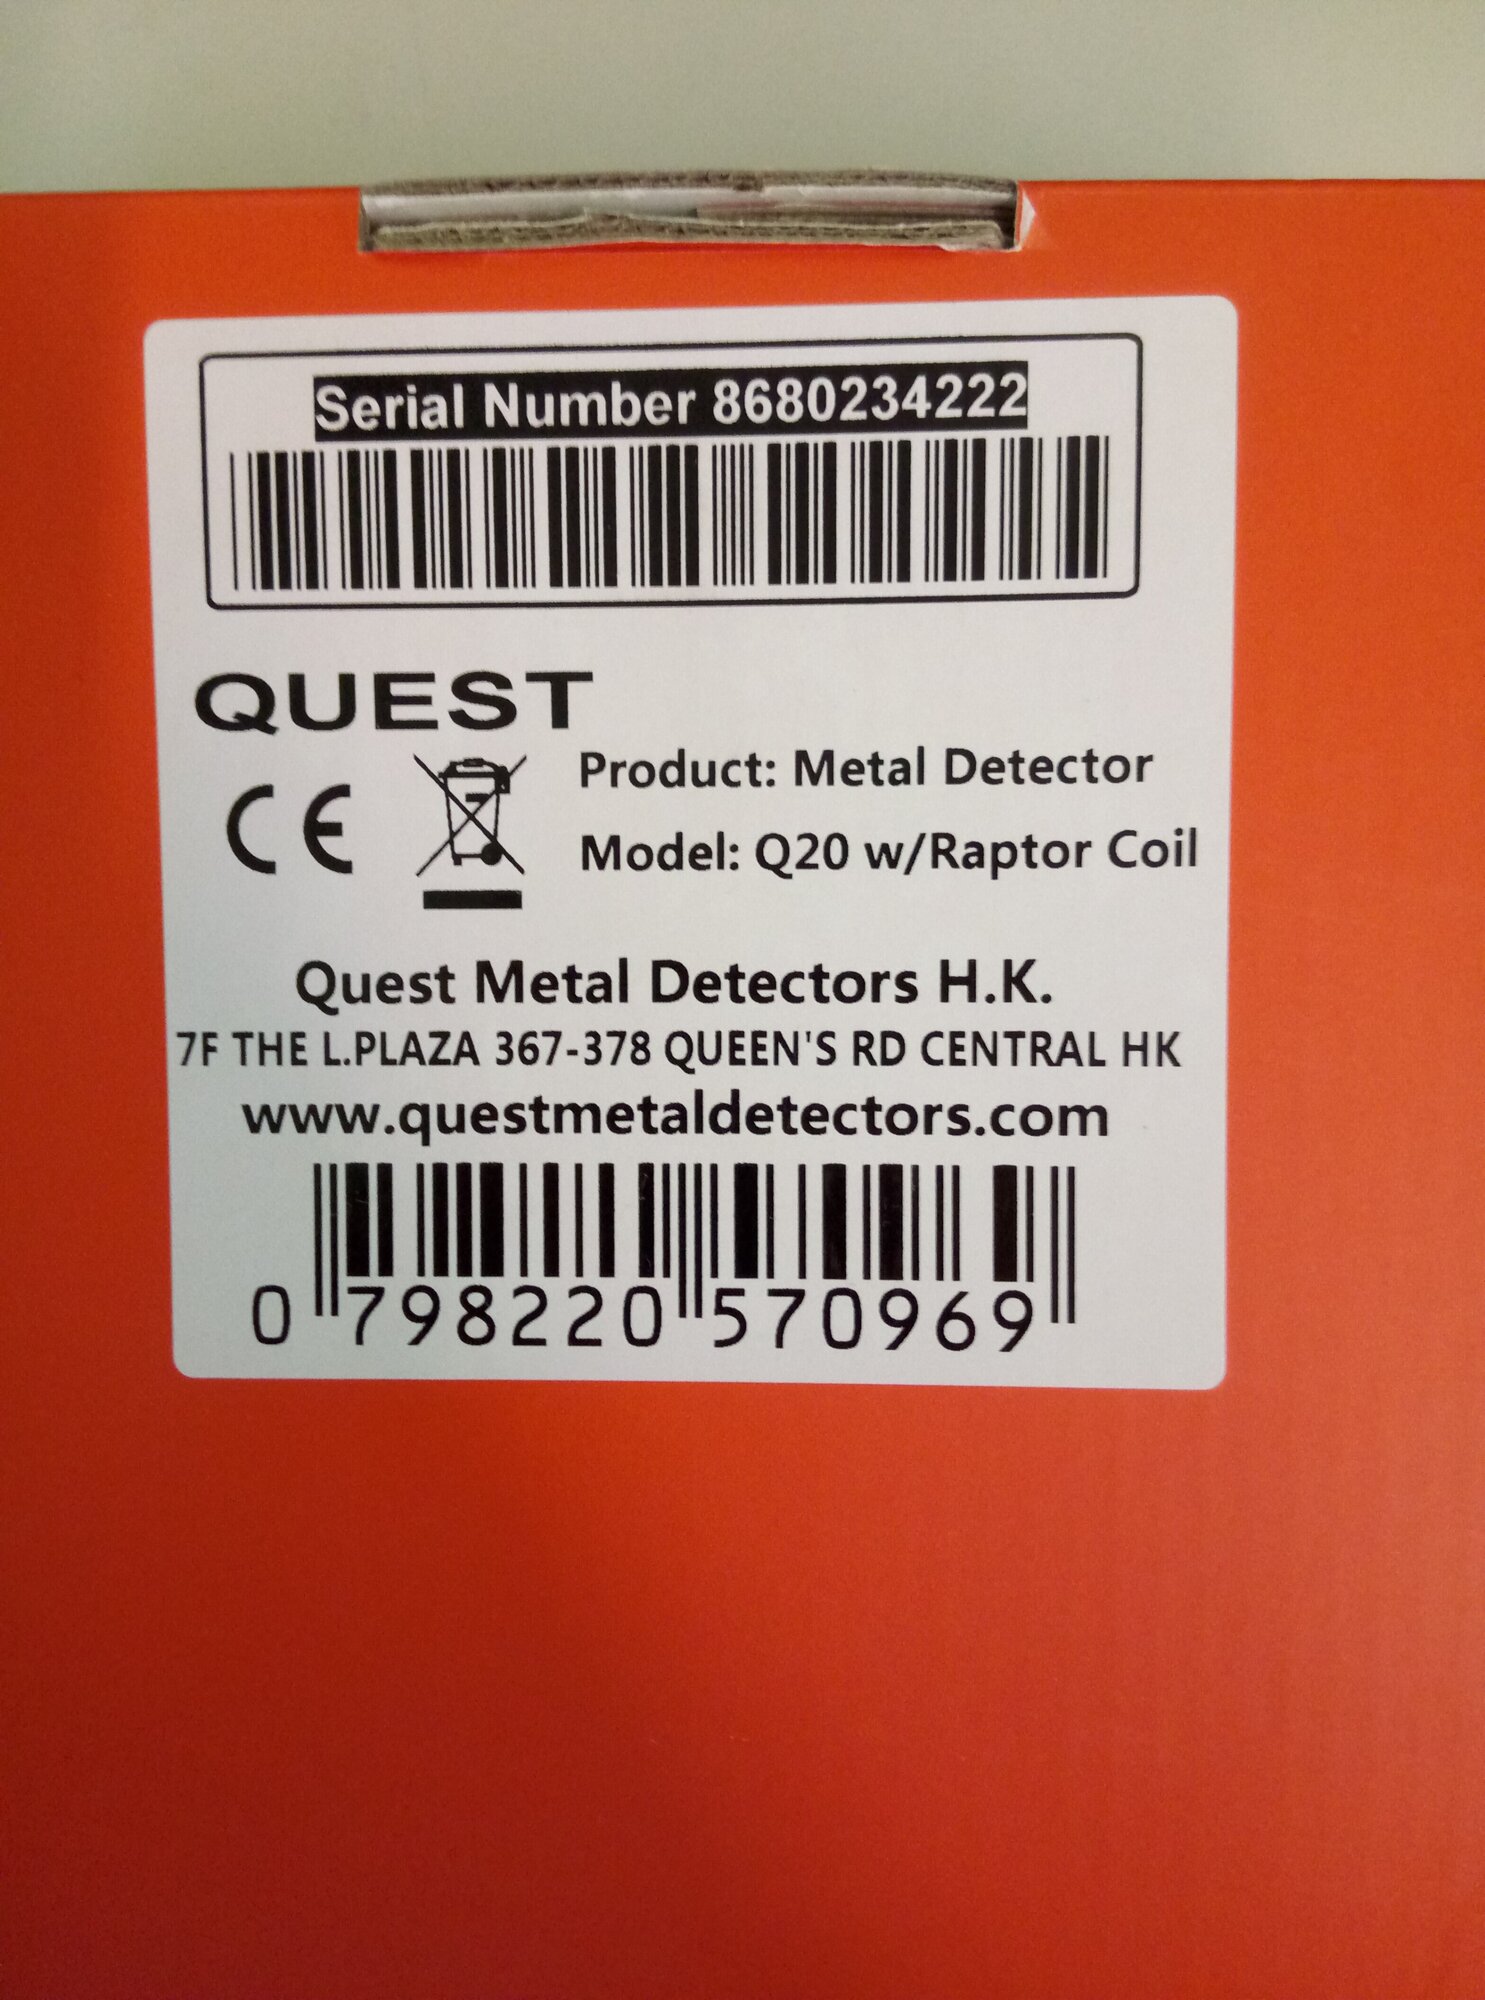 Serial Number 8680234222
QUEST
CE
Product: Metal Detector
Model: Q20 w/Raptor Coil
Quest Metal Detectors H.K.
7F THE L.PLAZA 367-378 QUEEN'S RD CENTRAL HK
www.questmetaldetectors.com
0 798220 570969